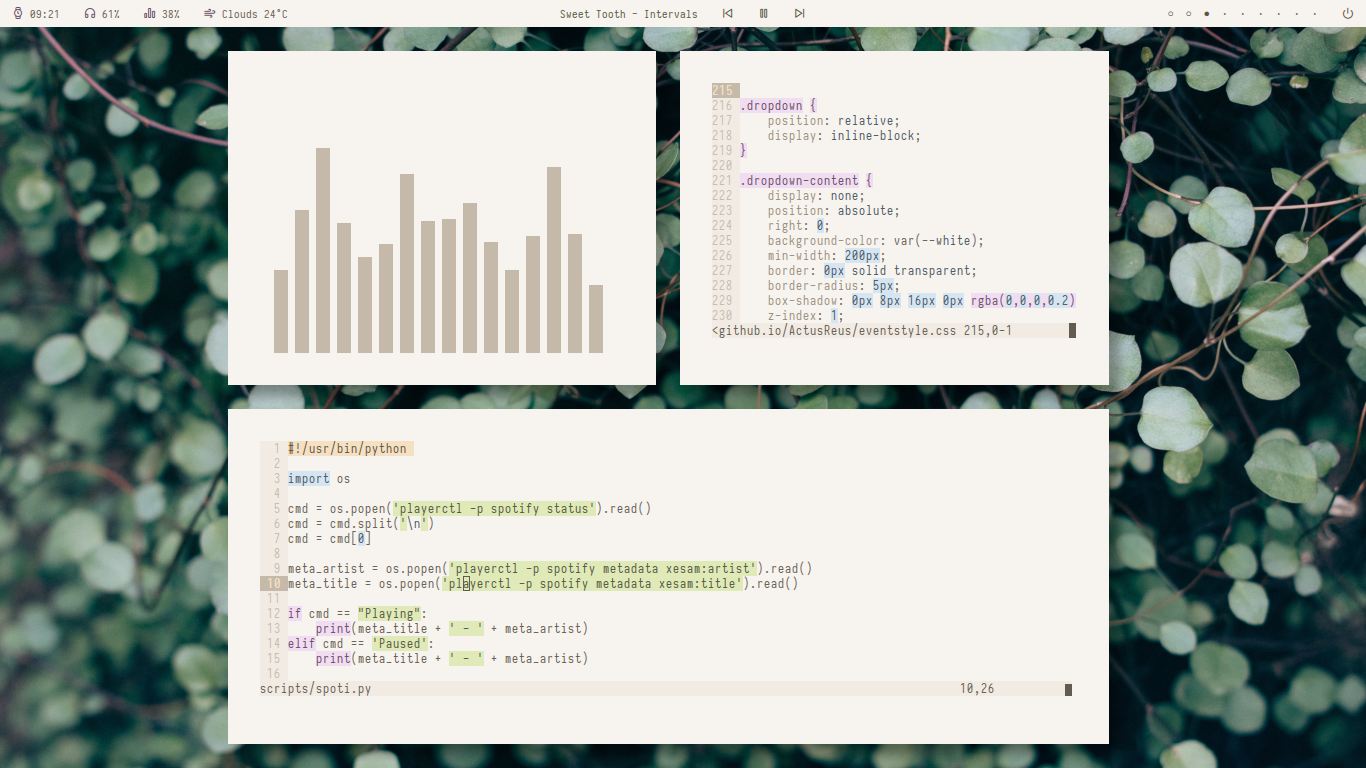 09:21 61% 38% Clouds 24°C Sweet Tooth - Intervals
215
216 .dropdown {
217     position: relative;
218     display: inline-block;
219 }
220
221 .dropdown-content {
222     display: none;
223     position: absolute;
224     right: 0;
225     background-color: var(--white);
226     min-width: 200px;
227     border: 0px solid transparent;
228     border-radius: 5px;
229     box-shadow: 0px 8px 16px 0px rgba(0,0,0,0.2)
230     z-index: 1;
<github.io/ActusReus/eventstyle.css 215,0-1
1 #!/usr/bin/python
2
3 import os
4
5 cmd = os.popen('playerctl -p spotify status').read()
6 cmd = cmd.split('\n')
7 cmd = cmd[0]
8
9 meta_artist = os.popen('playerctl -p spotify metadata xesam:artist').read()
10 meta_title = os.popen('playerctl -p spotify metadata xesam:title').read()
11
12 if cmd == "Playing":
13     print(meta_title + ' - ' + meta_artist)
14 elif cmd == 'Paused':
15     print(meta_title + ' - ' + meta_artist)
16
scripts/spoti.py 10,26